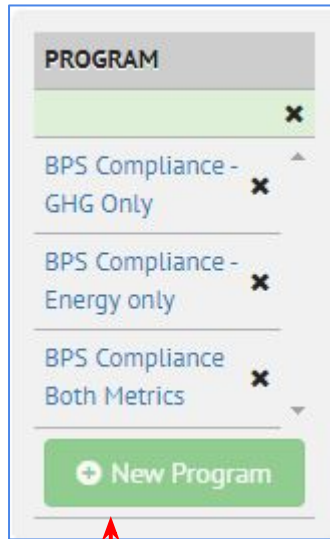 PROGRAM
BPS Compliance -
GHG Only
BPS Compliance -
Energy only
BPS Compliance
Both Metrics
New Program